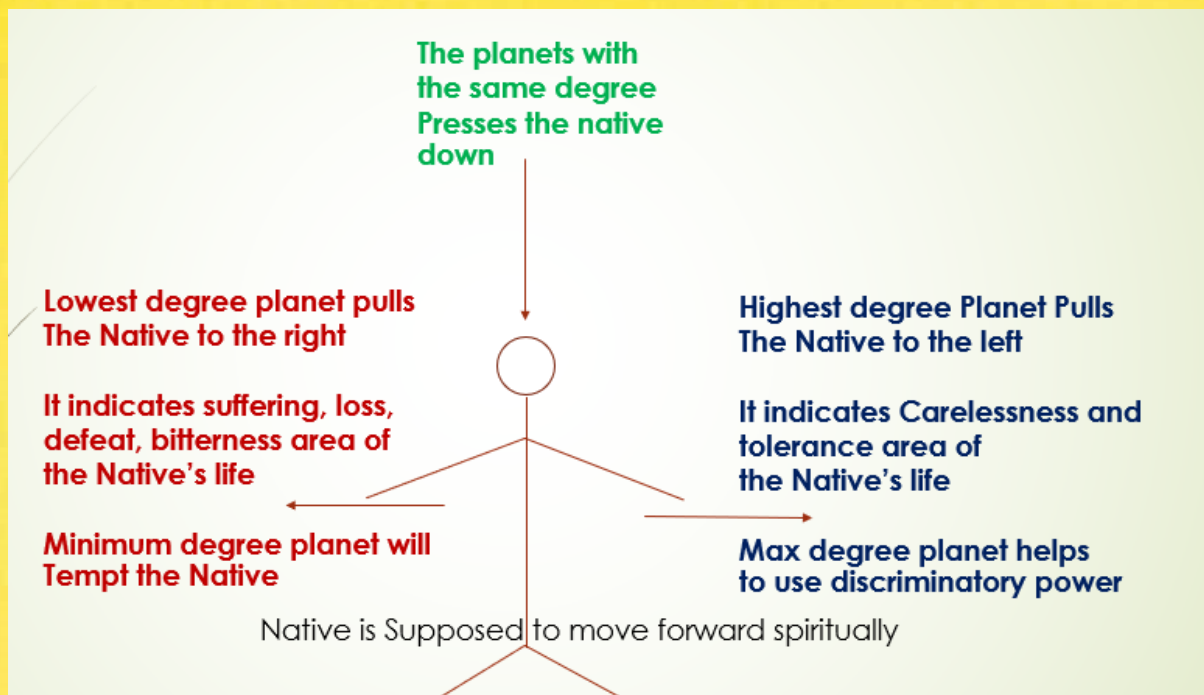 The planets with
the same degree
Presses the native
down
Lowest degree planet pulls
The Native to the right
It indicates suffering, loss,
defeat, bitterness area of
the Native's life
Minimum degree planet will
Tempt the Native
Highest degree Planet Pulls
The Native to the left
It indicates Carelessness and
tolerance area of
the Native's life
Max degree planet helps
to use discriminatory power
Native is Supposed to move forward spiritually